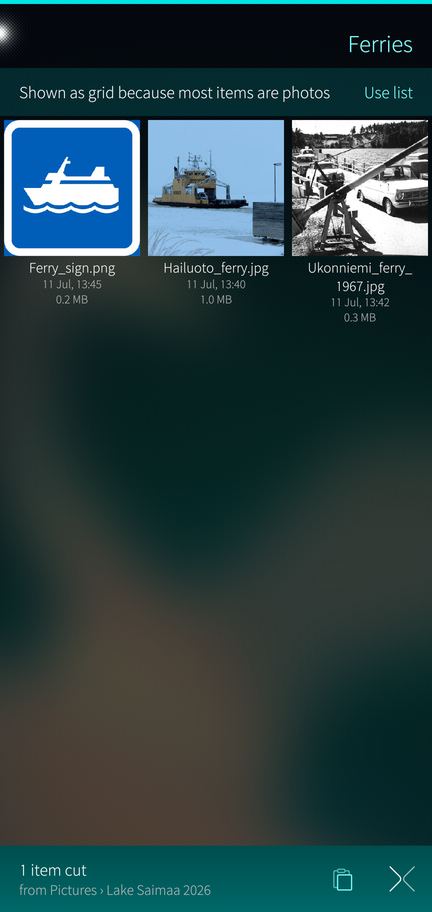 Ferries
Shown as grid because most items are photos
Use list
Ferry_sign.png
11 Jul, 13:45
0.2 MB
Hailuoto_ferry.jpg
11 Jul, 13:40
1.0 MB
Ukonniemi_ferry_
1967.jpg
11 Jul, 13:42
0.3 MB
1 item cut
from Pictures › Lake Saimaa 2026